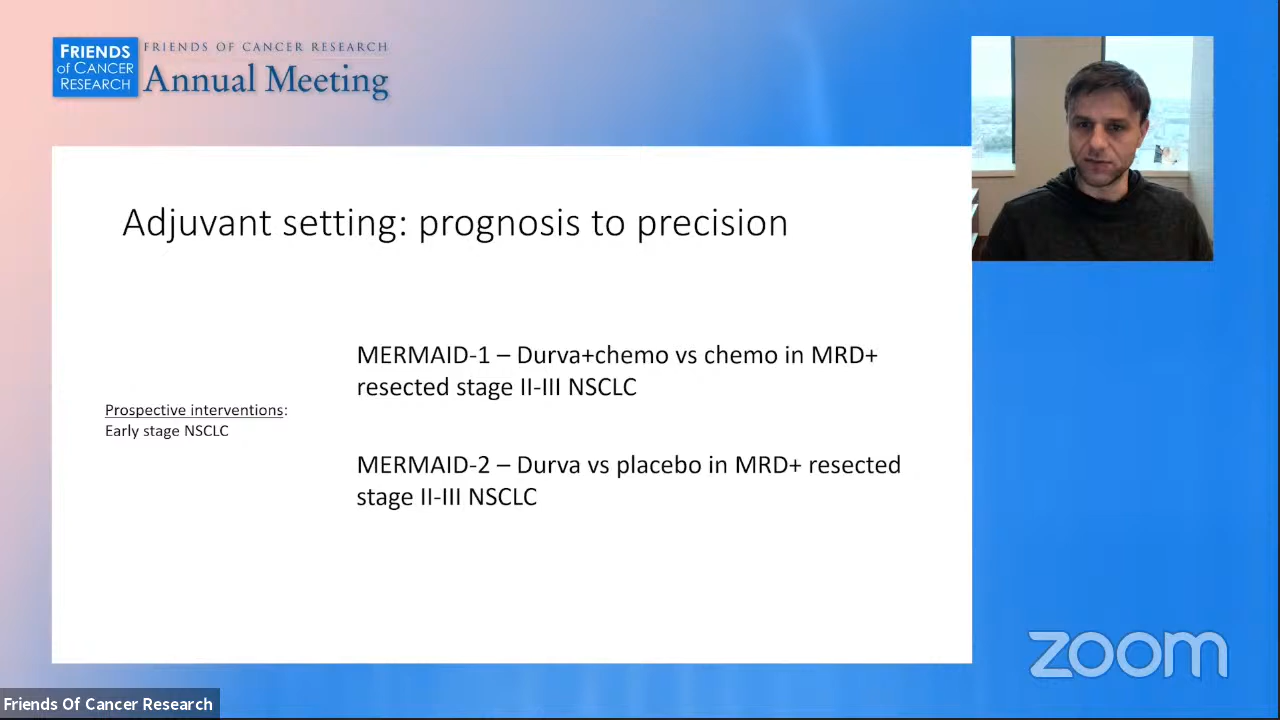 FRIENDS
of CANCER
RESEARCH
FRIENDS OF CANCER RESEARCH
Annual Meeting
Adjuvant setting: prognosis to precision
MERMAID-1 – Durva+chemo vs chemo in MRD+
resected stage II-III NSCLC
Prospective interventions:
Early stage NSCLC
MERMAID-2 – Durva vs placebo in MRD+ resected
stage II-III NSCLC
zoom
Friends Of Cancer Research